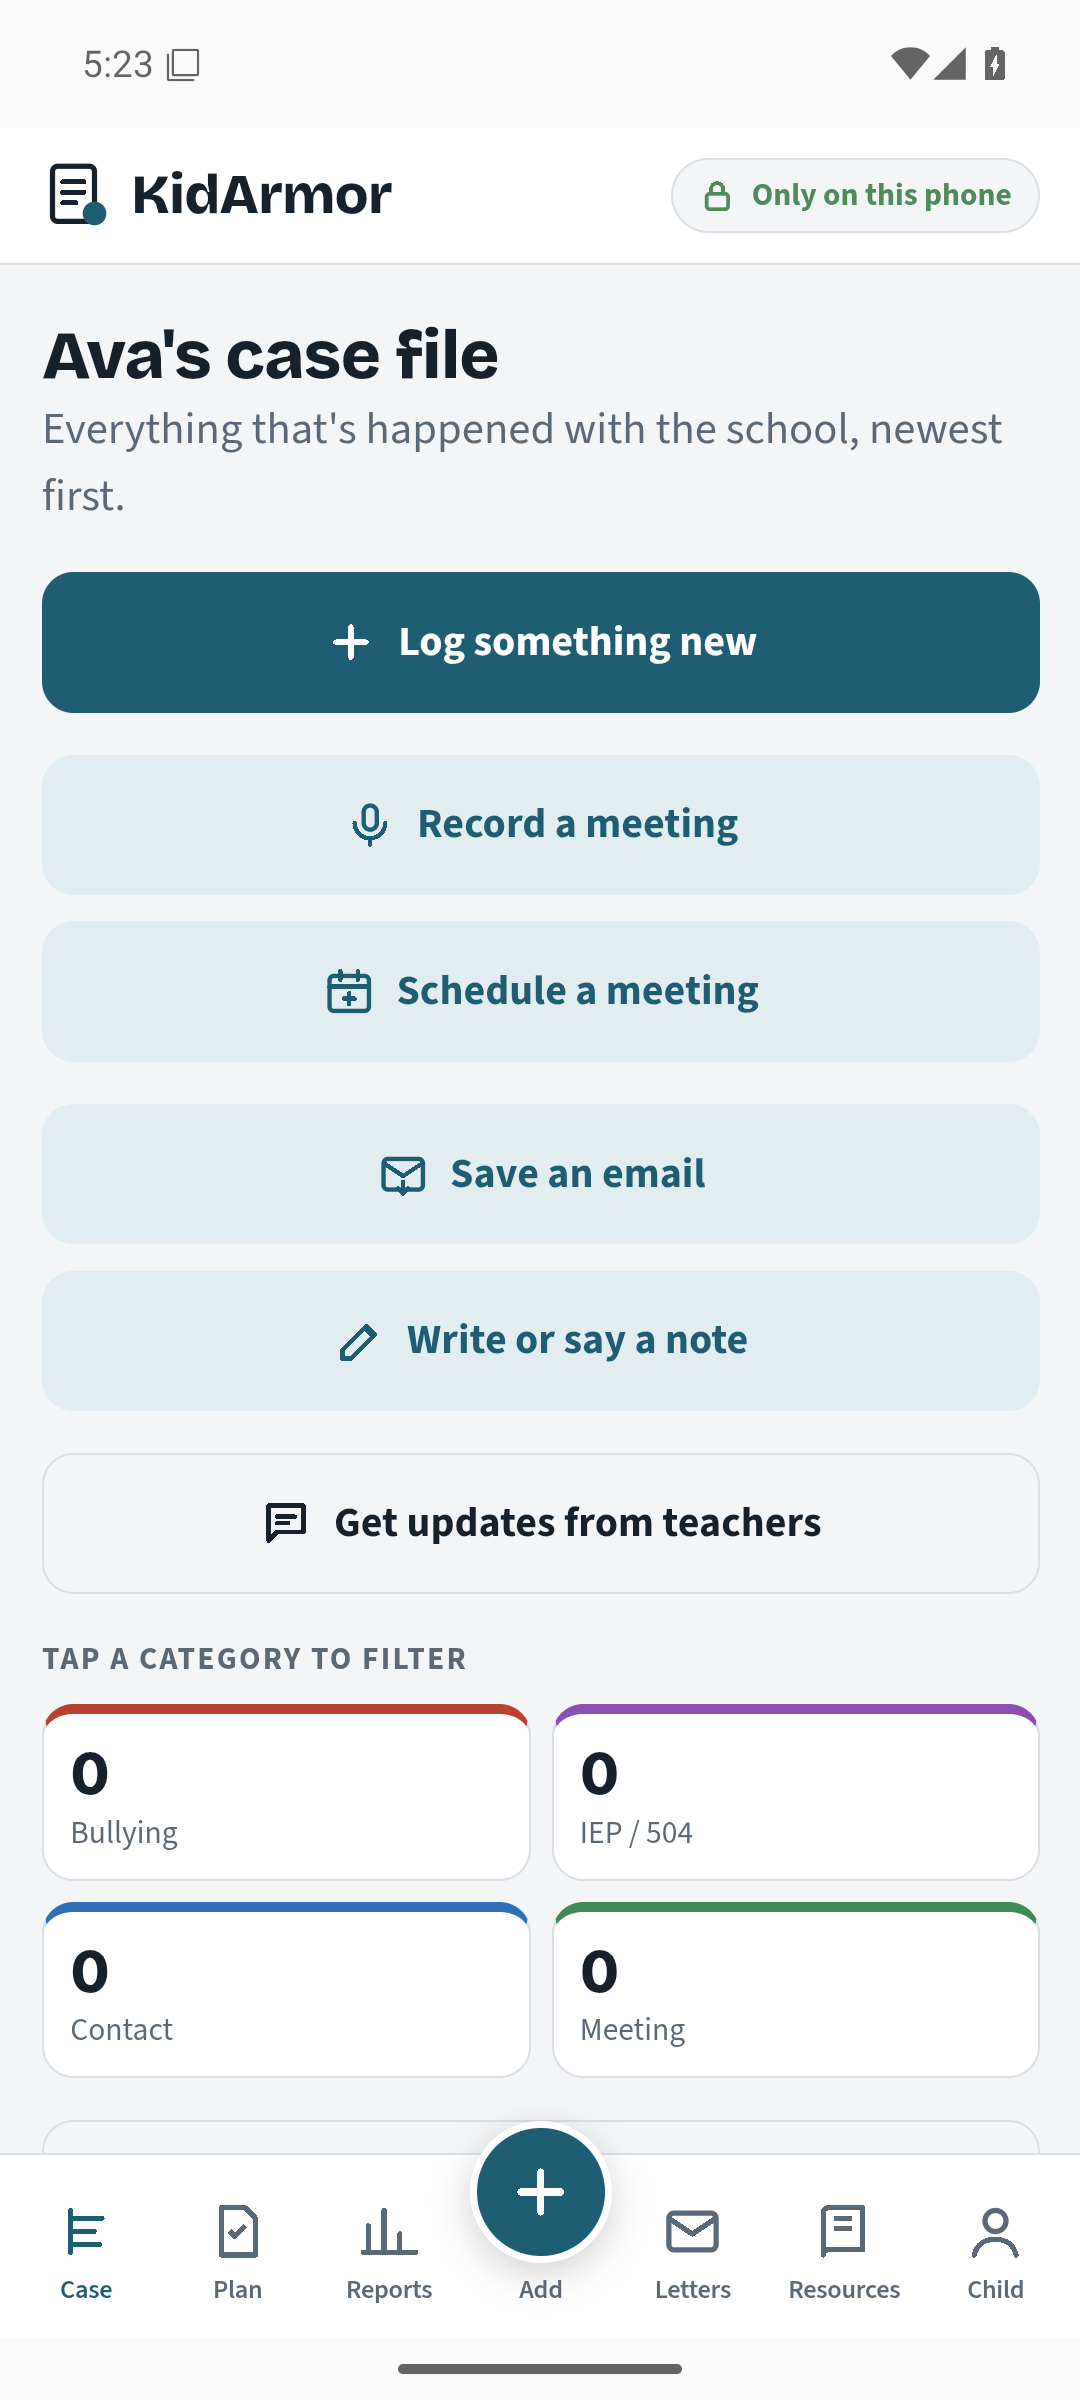 5:23
KidArmor
Only on this phone
Ava's case file
Everything that's happened with the school, newest
first.
Log something new
Record a meeting
Schedule a meeting
Save an email
Write or say a note
Get updates from teachers
TAP A CATEGORY TO FILTER
0
Bullying
0
IEP / 504
0
Contact
0
Meeting
Case
Plan
Reports
Add
Letters
Resources
Child